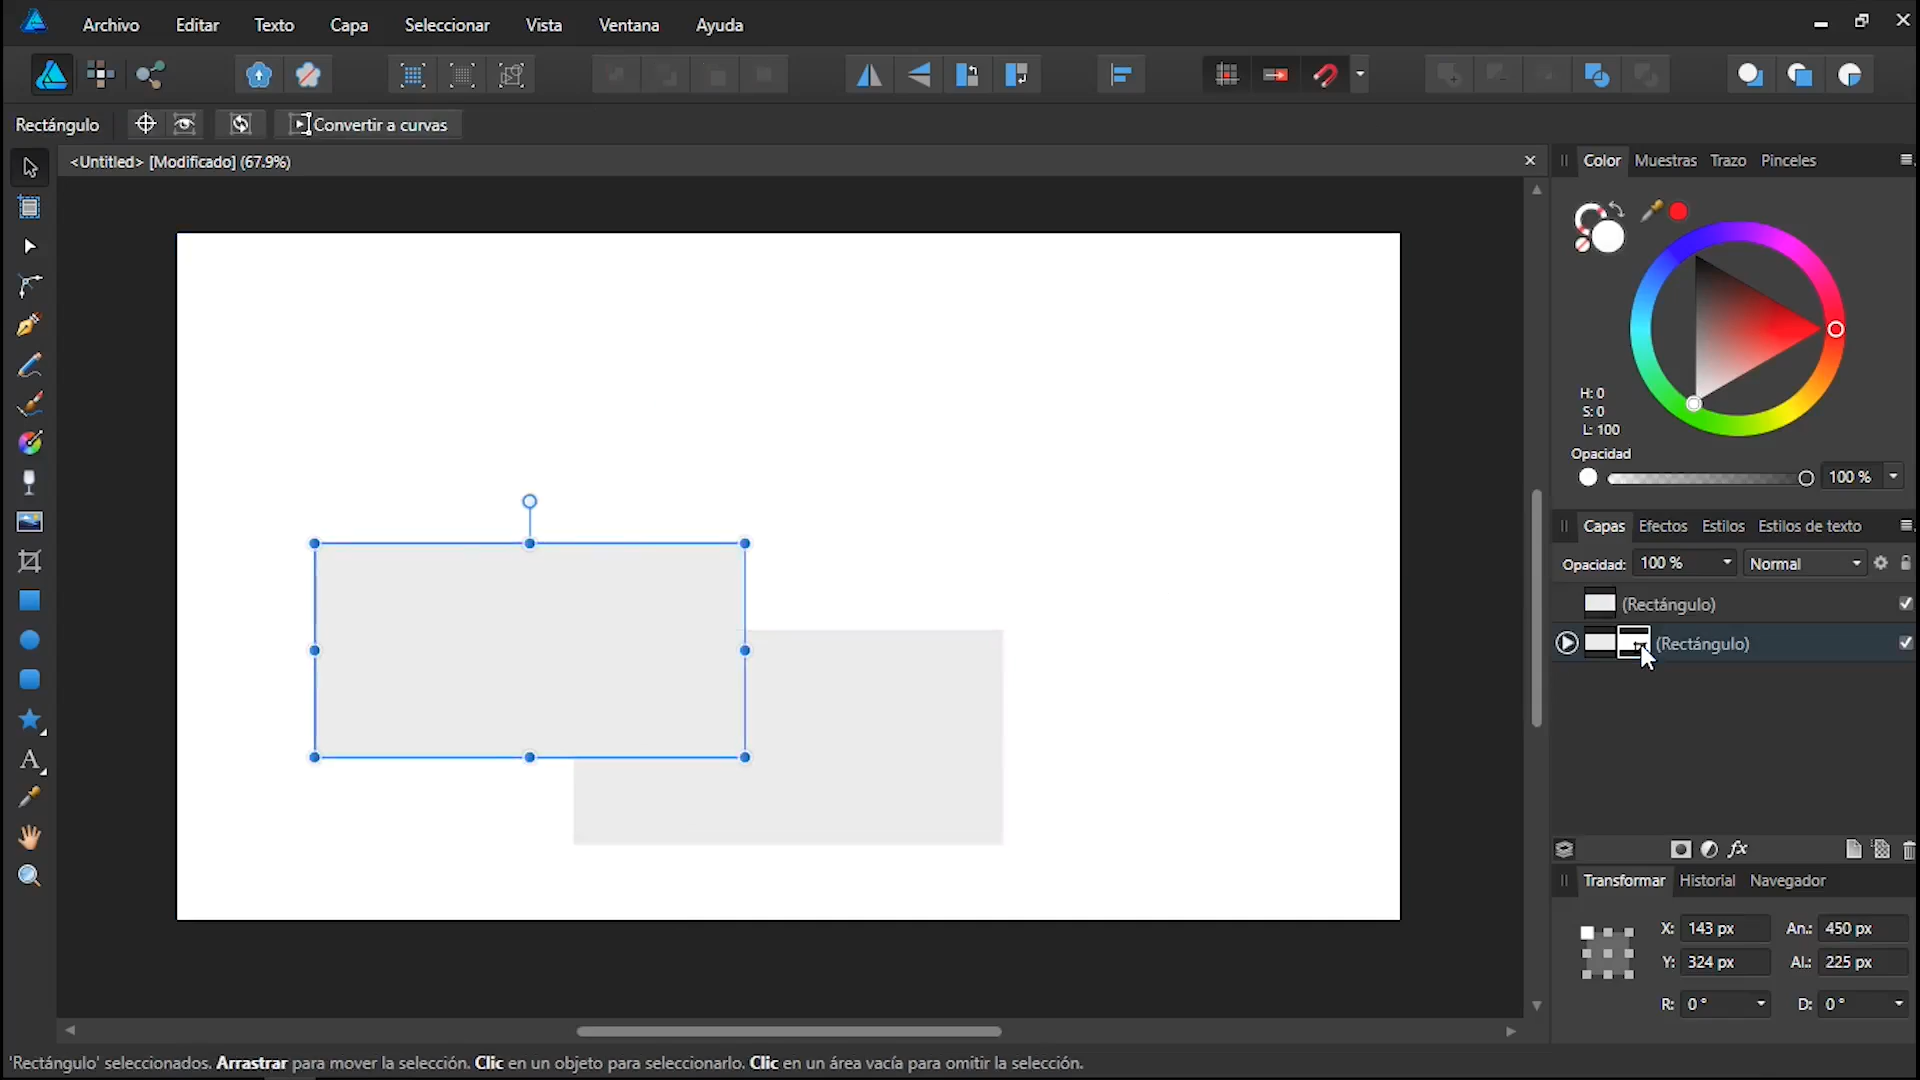 Archivo Editar Texto Capa Seleccionar Vista Ventana Ayuda
Rectángulo Convertir a curvas
<Untitled> [Modificado] (67.9%)
Color Muestras Trazo Pinceles
H: 0
S: 0
L: 100
Opacidad
100 %
Capas Efectos Estilos Estilos de texto
Opacidad: 100 % Normal
(Rectángulo)
(Rectángulo)
fx
Transformar Historial Navegador
X: 143 px An.: 450 px
Y: 324 px Al.: 225 px
R: 0 ° D: 0 °
'Rectángulo' seleccionados. Arrastrar para mover la selección. Clic en un objeto para seleccionarlo. Clic en un área vacía para omitir la selección.